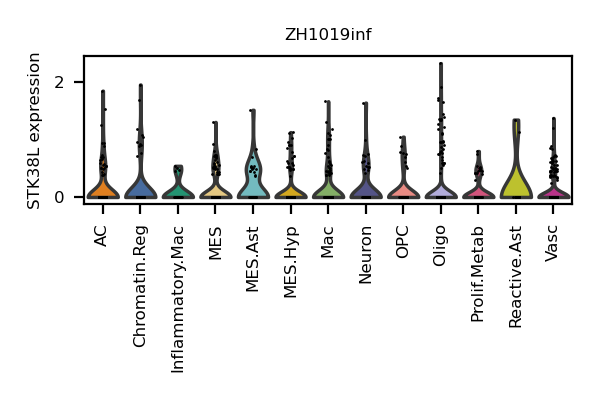 ZH1019inf
STK38L expression
2
0
AC
Chromatin.Reg
Inflammatory.Mac
MES
MES.Ast
MES.Hyp
Mac
Neuron
OPC
Oligo
Prolif.Metab
Reactive.Ast
Vasc